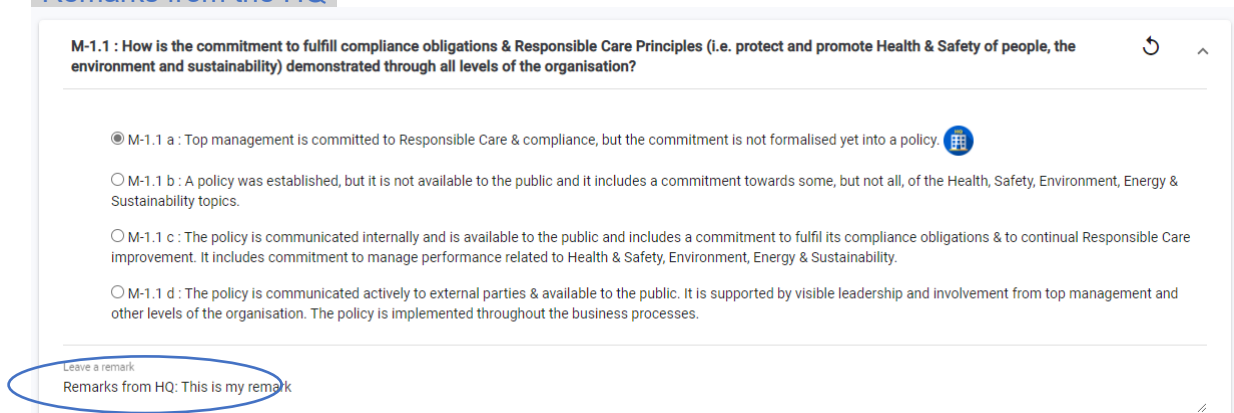 Remarks from the HQ
M-1.1 : How is the commitment to fulfill compliance obligations & Responsible Care Principles (i.e. protect and promote Health & Safety of people, the
environment and sustainability) demonstrated through all levels of the organisation?
M-1.1 a : Top management is committed to Responsible Care & compliance, but the commitment is not formalised yet into a policy.
M-1.1 b : A policy was established, but it is not available to the public and it includes a commitment towards some, but not all, of the Health, Safety, Environment, Energy &
Sustainability topics.
M-1.1 c : The policy is communicated internally and is available to the public and includes a commitment to fulfil its compliance obligations & to continual Responsible Care
improvement. It includes commitment to manage performance related to Health & Safety, Environment, Energy & Sustainability.
M-1.1 d : The policy is communicated actively to external parties & available to the public. It is supported by visible leadership and involvement from top management and
other levels of the organisation. The policy is implemented throughout the business processes.
Leave a remark
Remarks from HQ: This is my remark